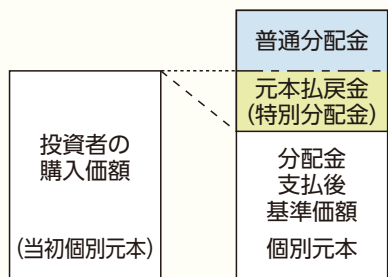 普通分配金
元本払戻金
(特別分配金)
投資者の
購入価額
(当初個別元本)
分配金
支払後
基準価額
個別元本